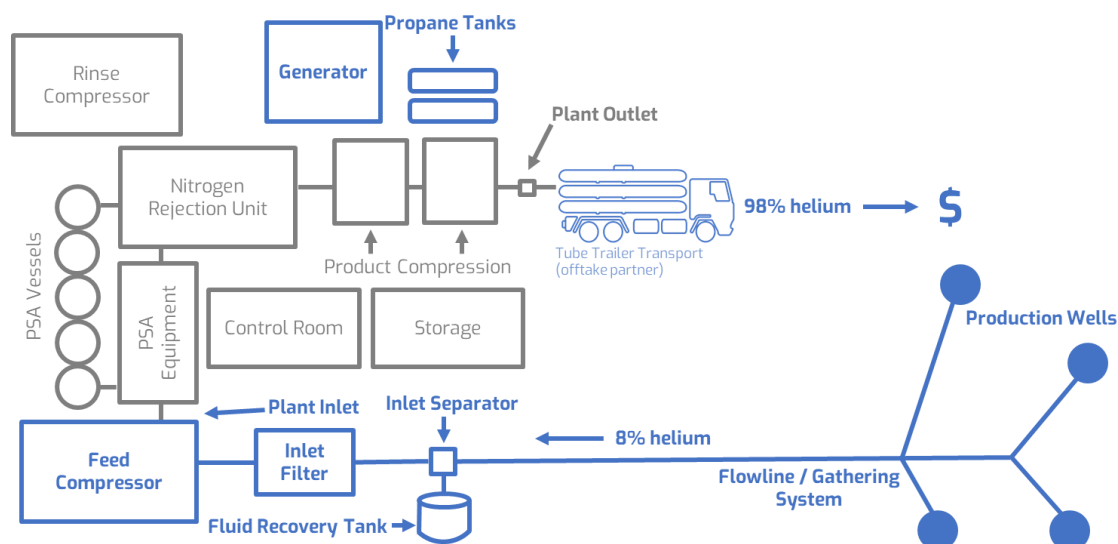 Propane Tanks
Rinse
Compressor
Generator
Plant Outlet
Nitrogen
Rejection Unit
98% helium
$
Tube Trailer Transport
(offtake partner)
Product Compression
PSA Vessels
PSA
Equipment
Control Room
Storage
Production Wells
Plant Inlet
Inlet Separator
8% helium
Feed
Compressor
Inlet
Filter
Flowline / Gathering
System
Fluid Recovery Tank